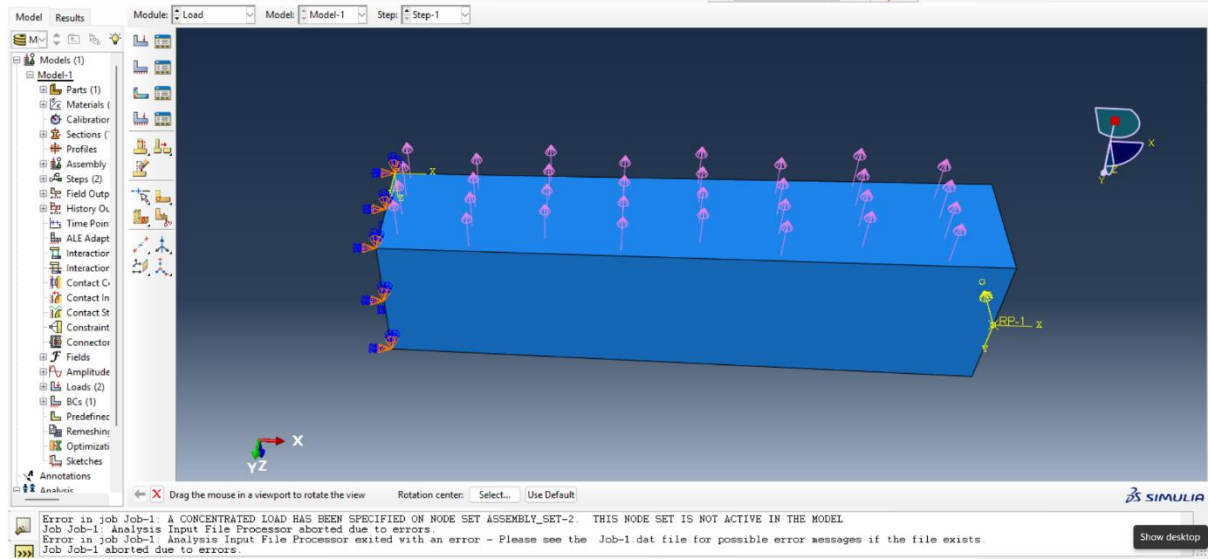 Model Results
Module: Load Model: Model-1 Step: Step-1
Models (1)
Model-1
Parts (1)
Materials (
Calibration
Sections (
Profiles
Assembly
Steps (2)
Field Outp
History Ou
Time Poin
ALE Adapt
Interaction
Interaction
Contact Co
Contact In
Contact St
Constraint
Connector
Fields
Amplitude
Loads (2)
BCs (1)
Predefined
Remeshing
Optimizati
Sketches
Annotations
Analysis
X
X
Y
Z
RP-1 X
Y
X
Y Z
Drag the mouse in a viewport to rotate the view Rotation center: Select... Use Default
SIMULIA
Error in job Job-1: A CONCENTRATED LOAD HAS BEEN SPECIFIED ON NODE SET ASSEMBLY_SET-2. THIS NODE SET IS NOT ACTIVE IN THE MODEL
Job Job-1: Analysis Input File Processor aborted due to errors.
Error in job Job-1: Analysis Input File Processor exited with an error - Please see the Job-1.dat file for possible error messages if the file exists.
Job Job-1 aborted due to errors.
Show desktop